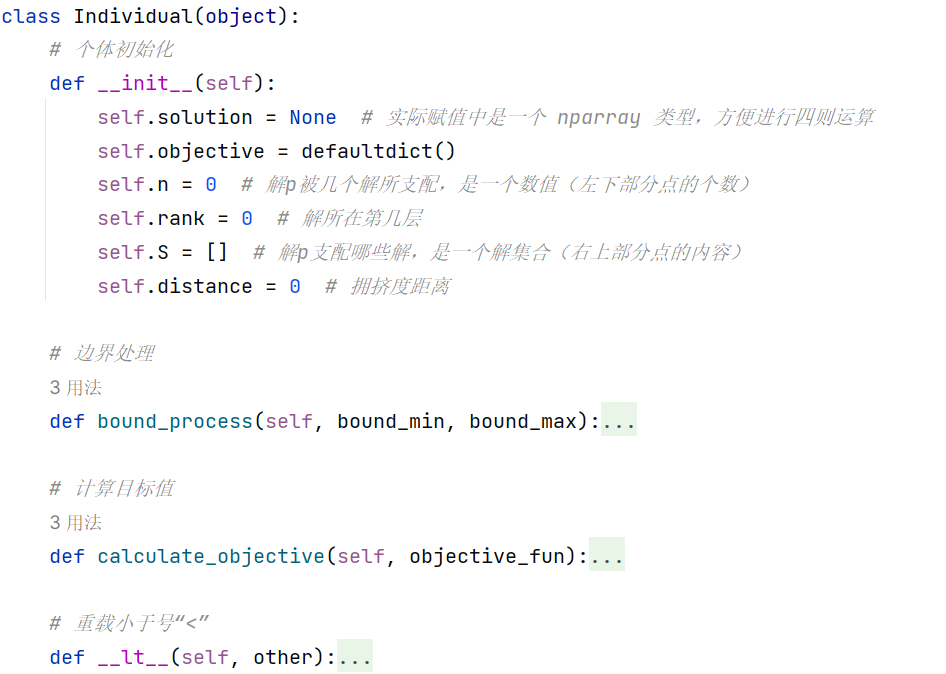 class Individual(object):
    # 个体初始化
    def __init__(self):
        self.solution = None  # 实际赋值中是一个 nparray 类型，方便进行四则运算
        self.objective = defaultdict()
        self.n = 0  # 解p被几个解所支配，是一个数值（左下部分点的个数）
        self.rank = 0  # 解所在第几层
        self.S = []  # 解p支配哪些解，是一个解集合（右上部分点的内容）
        self.distance = 0  # 拥挤度距离
    # 边界处理
    3 用法
    def bound_process(self, bound_min, bound_max):...
    # 计算目标值
    3 用法
    def calculate_objective(self, objective_fun):...
    # 重载小于号“<”
    def __lt__(self, other):...